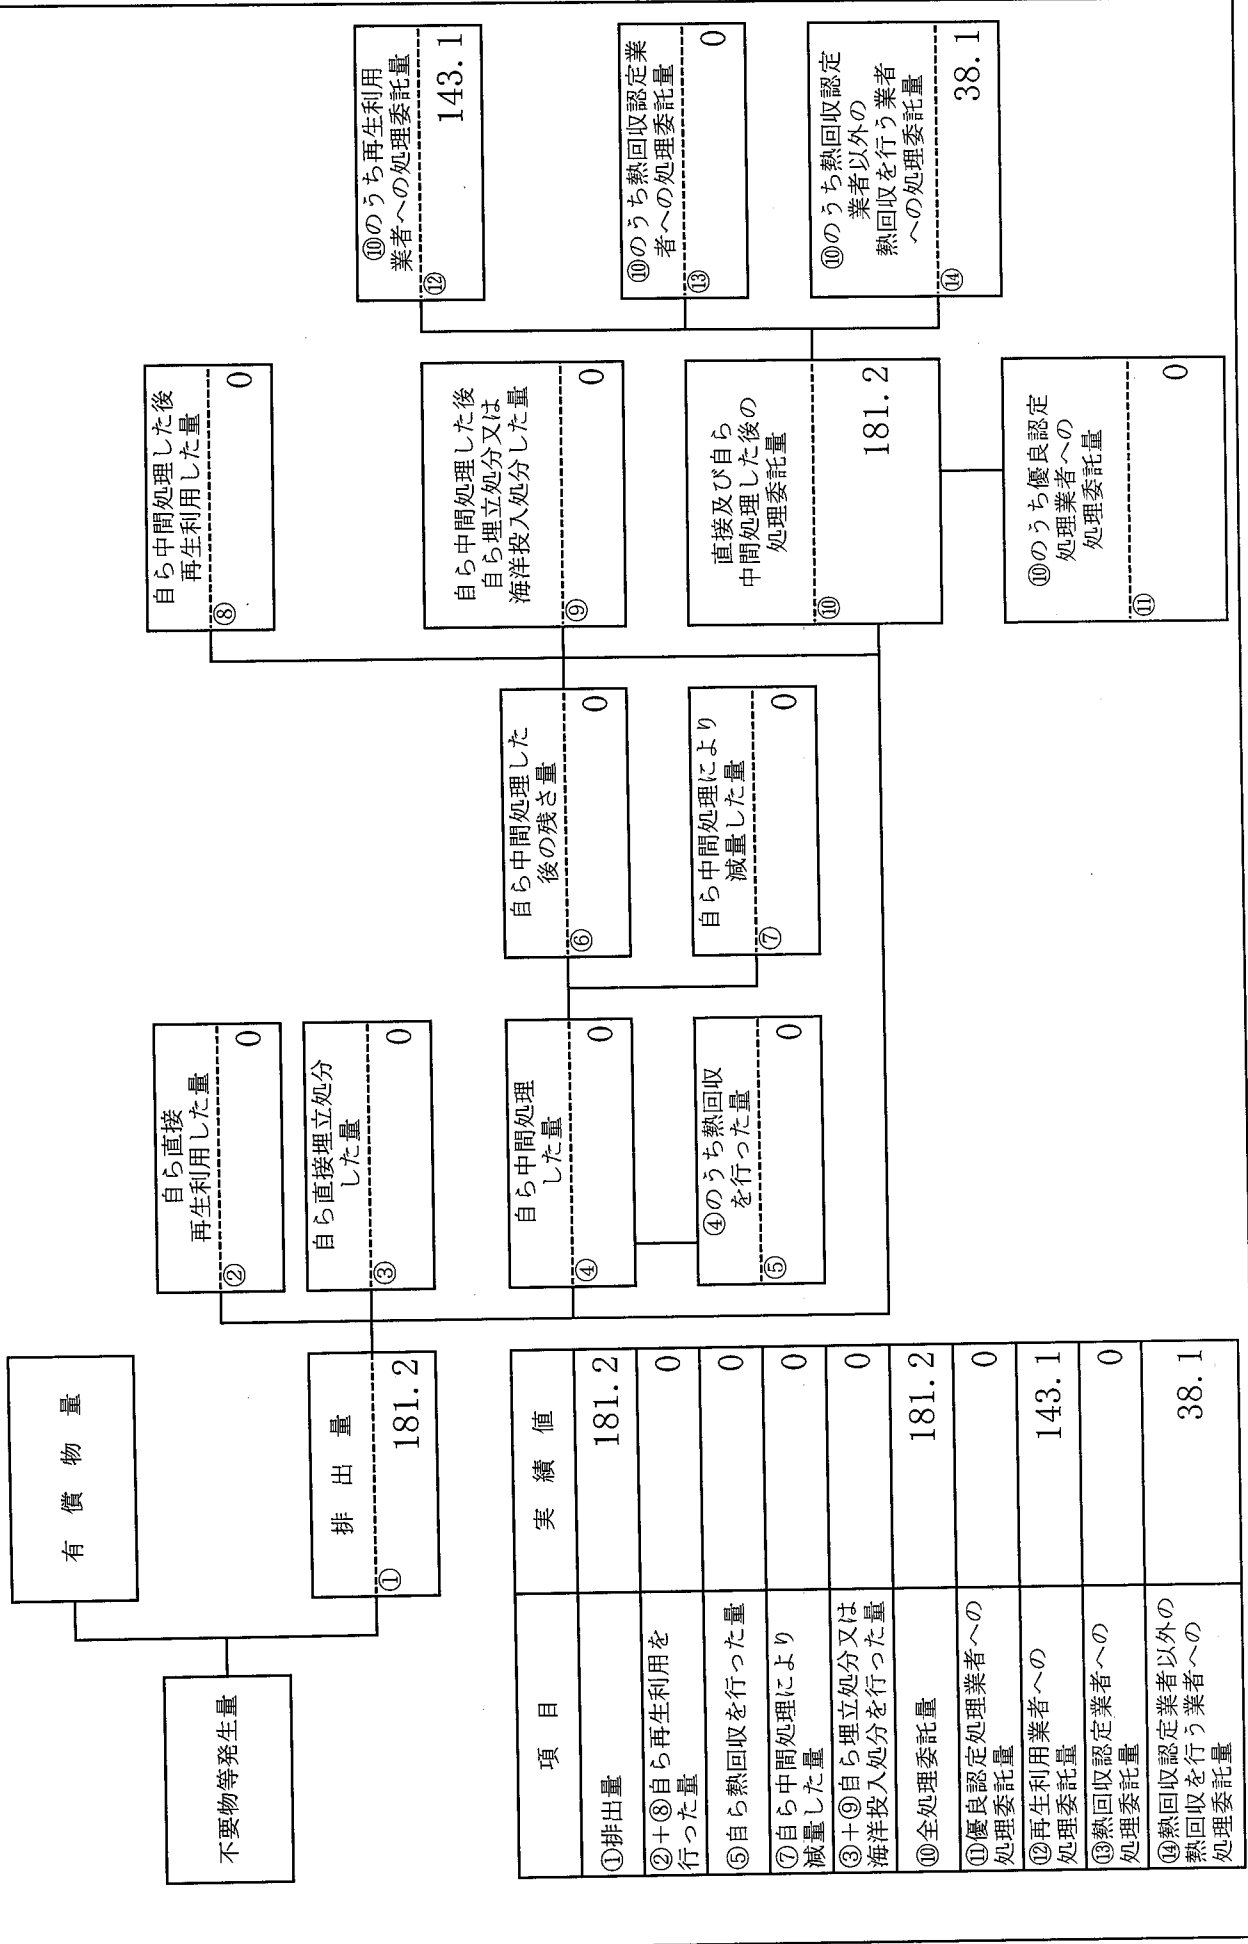 不要物等発生量
有償物量
排出量
①
181.2
自ら直接
再生利用した量
②
0
自ら直接埋立処分
した量
③
0
自ら中間処理
した量
④
0
④のうち熱回収
を行った量
⑤
0
自ら中間処理した
後の残さ量
⑥
0
自ら中間処理により
減量した量
⑦
0
自ら中間処理した後
再生利用した量
⑧
0
自ら中間処理した後
自ら埋立処分又は
海洋投入処分した量
⑨
0
直接及び自ら
中間処理した後の
処理委託量
⑩
181.2
⑩のうち優良認定
処理業者への
処理委託量
⑪
0
⑩のうち再生利用
業者への処理委託量
⑫
143.1
⑩のうち熱回収認定業
者への処理委託量
⑬
0
⑩のうち熱回収認定
業者以外の
熱回収を行う業者
への処理委託量
⑭
38.1
項目 実績値
①排出量 181.2
②+⑧自ら再生利用を
行った量 0
⑤自ら熱回収を行った量 0
⑦自ら中間処理により
減量した量 0
③+⑨自ら埋立処分又は
海洋投入処分を行った量 0
⑩全処理委託量 181.2
⑪優良認定処理業者への
処理委託量 0
⑫再生利用業者への
処理委託量 143.1
⑬熱回収認定業者への
処理委託量 0
⑭熱回収認定業者以外の
熱回収を行う業者への
処理委託量 38.1